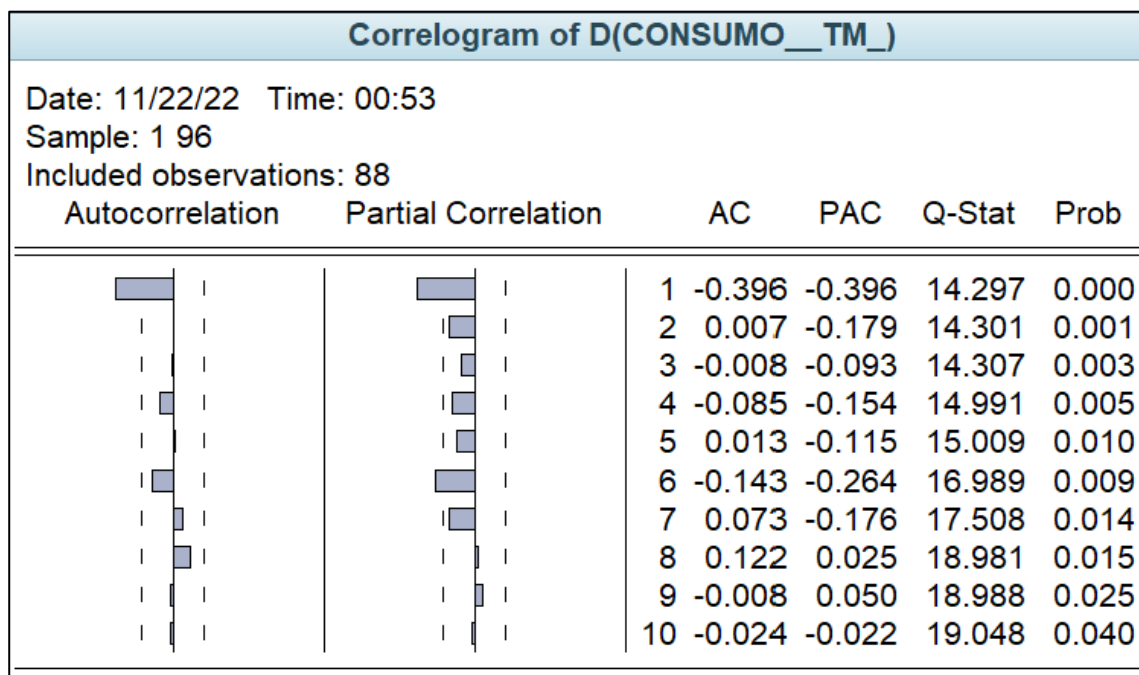 Correlogram of D(CONSUMO__TM_)
Date: 11/22/22 Time: 00:53
Sample: 1 96
Included observations: 88
Autocorrelation Partial Correlation AC PAC Q-Stat Prob
1 -0.396 -0.396 14.297 0.000
2 0.007 -0.179 14.301 0.001
3 -0.008 -0.093 14.307 0.003
4 -0.085 -0.154 14.991 0.005
5 0.013 -0.115 15.009 0.010
6 -0.143 -0.264 16.989 0.009
7 0.073 -0.176 17.508 0.014
8 0.122 0.025 18.981 0.015
9 -0.008 0.050 18.988 0.025
10 -0.024 -0.022 19.048 0.040